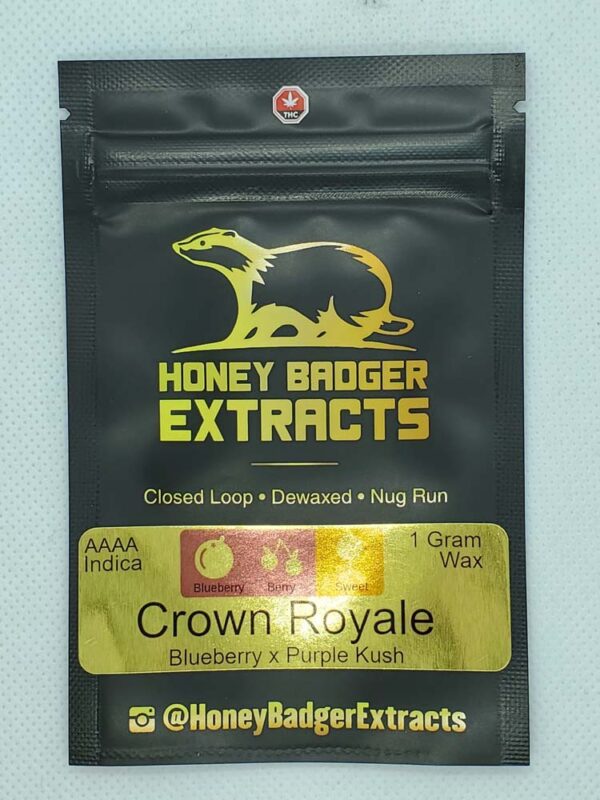 THC
HONEY BADGER
EXTRACTS
Closed Loop • Dewaxed • Nug Run
AAAA
Indica
Blueberry
Berry
Sweet
1 Gram
Wax
Crown Royale
Blueberry x Purple Kush
@HoneyBadgerExtracts